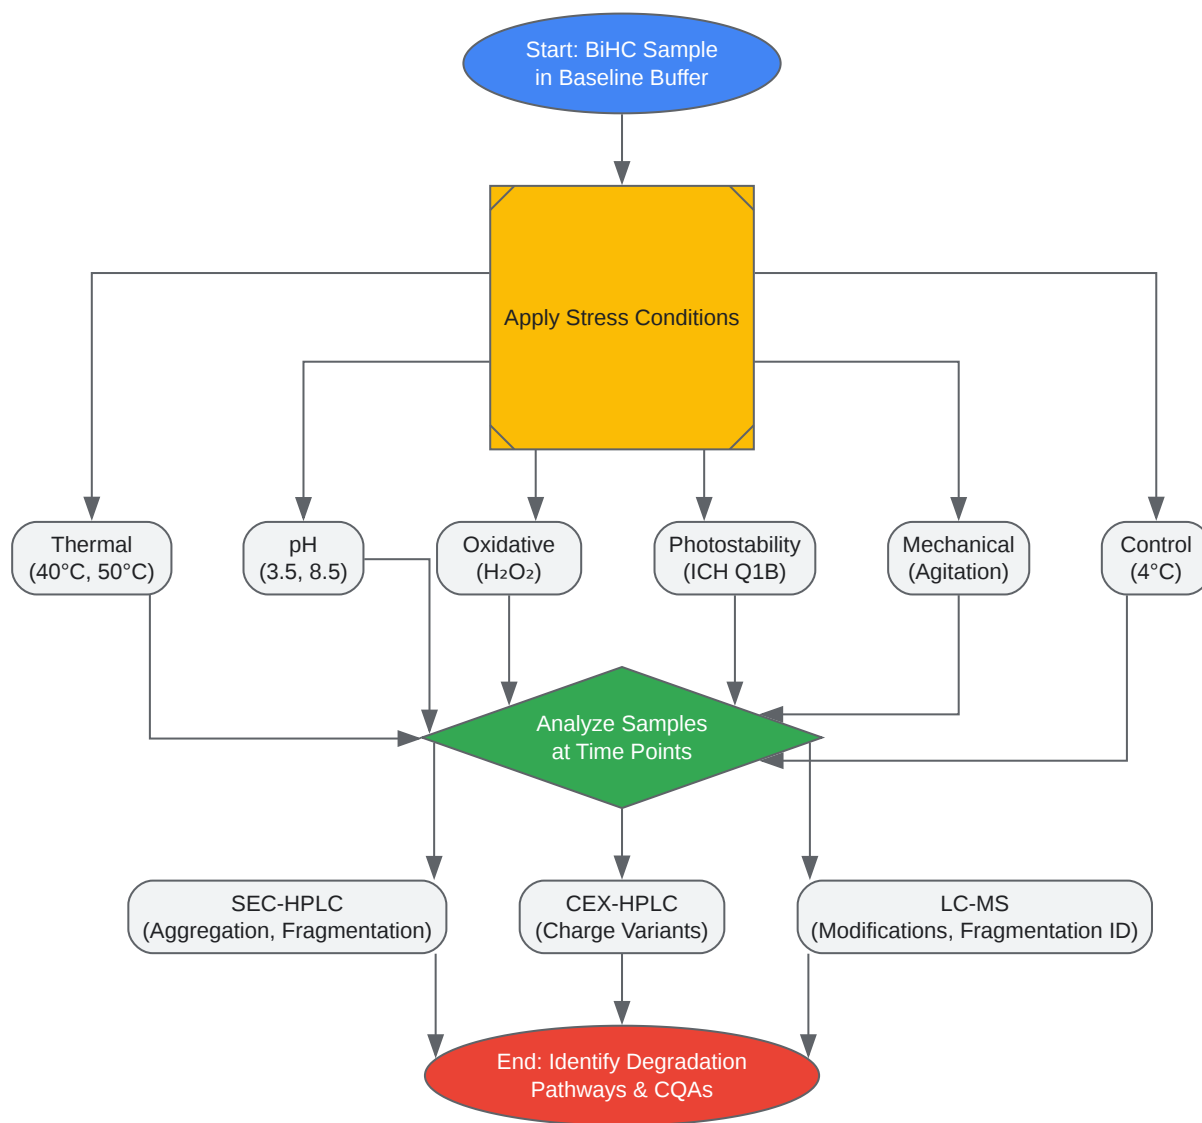 Start: BiHC Sample
in Baseline Buffer
Apply Stress Conditions
Thermal
(40°C, 50°C)
pH
(3.5, 8.5)
Oxidative
(H₂O₂)
Photostability
(ICH Q1B)
Mechanical
(Agitation)
Control
(4°C)
Analyze Samples
at Time Points
SEC-HPLC
(Aggregation, Fragmentation)
CEX-HPLC
(Charge Variants)
LC-MS
(Modifications, Fragmentation ID)
End: Identify Degradation
Pathways & CQAs